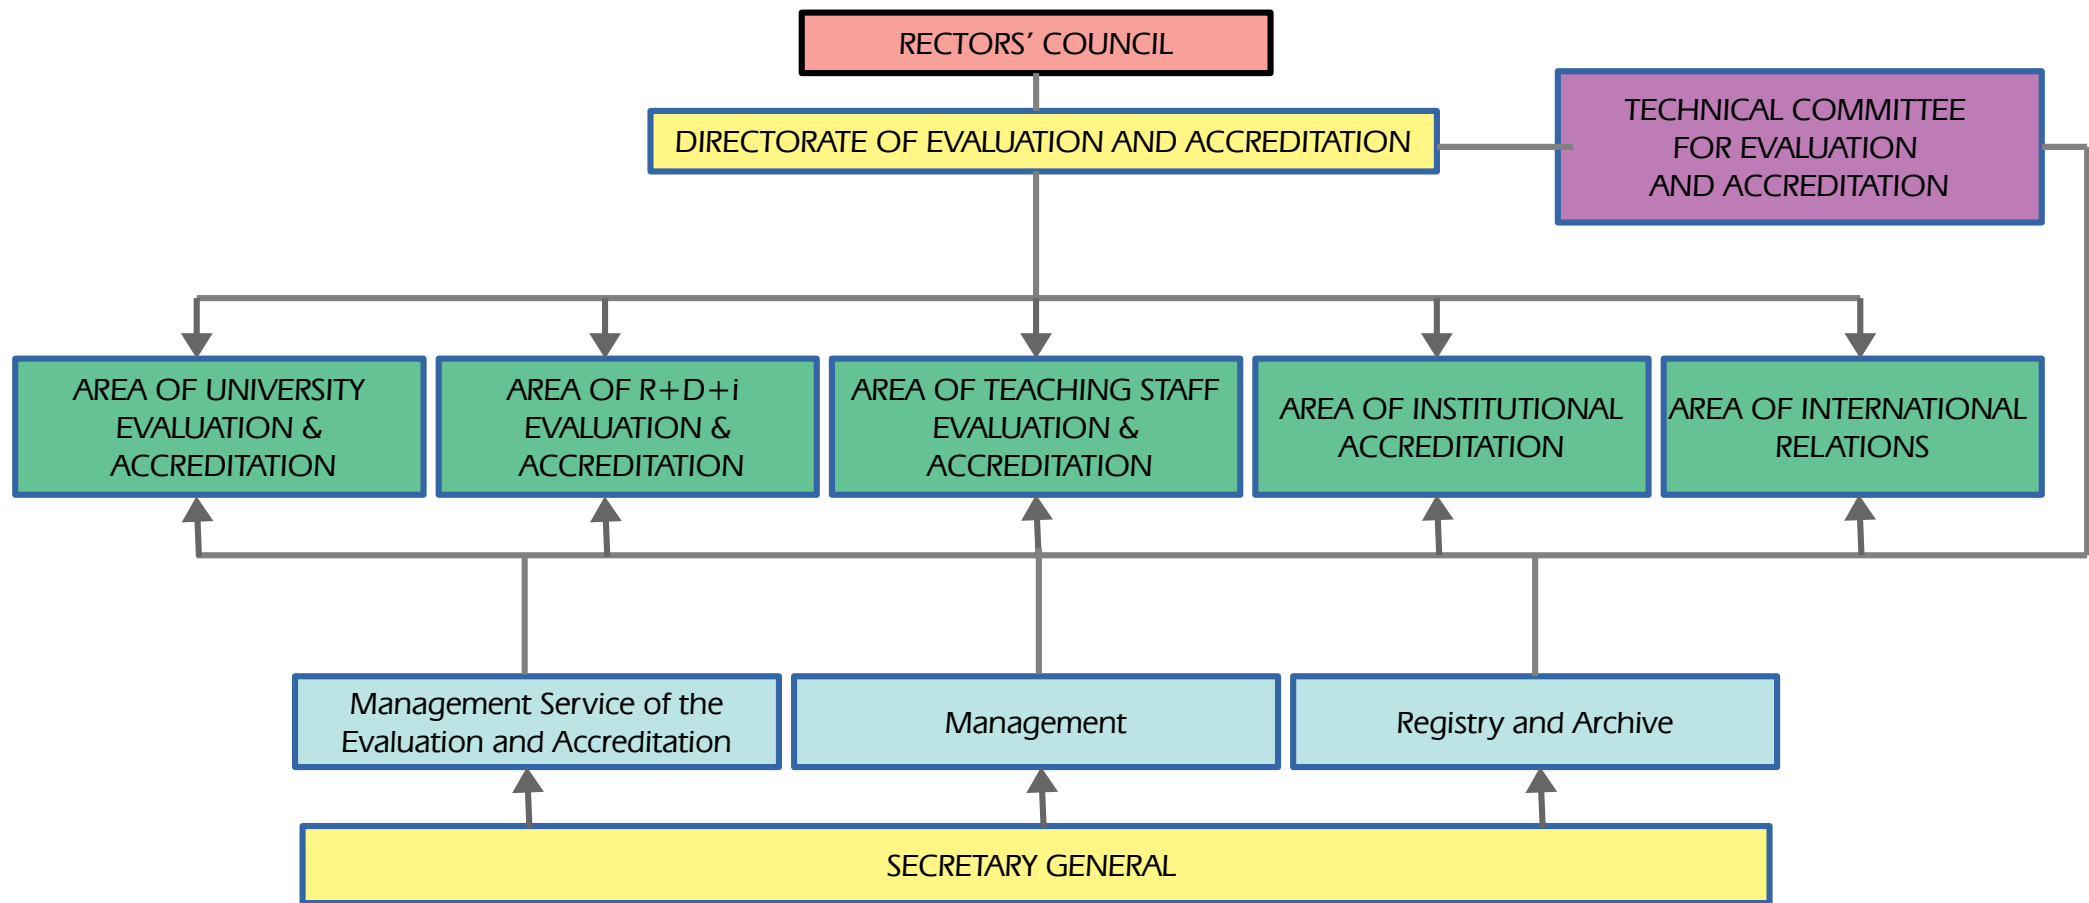 RECTORS’ COUNCIL
DIRECTORATE OF EVALUATION AND ACCREDITATION
TECHNICAL COMMITTEE
FOR EVALUATION
AND ACCREDITATION
AREA OF UNIVERSITY
EVALUATION &
ACCREDITATION
AREA OF R+D+i
EVALUATION &
ACCREDITATION
AREA OF TEACHING STAFF
EVALUATION &
ACCREDITATION
AREA OF INSTITUTIONAL
ACCREDITATION
AREA OF INTERNATIONAL
RELATIONS
Management Service of the
Evaluation and Accreditation
Management
Registry and Archive
SECRETARY GENERAL